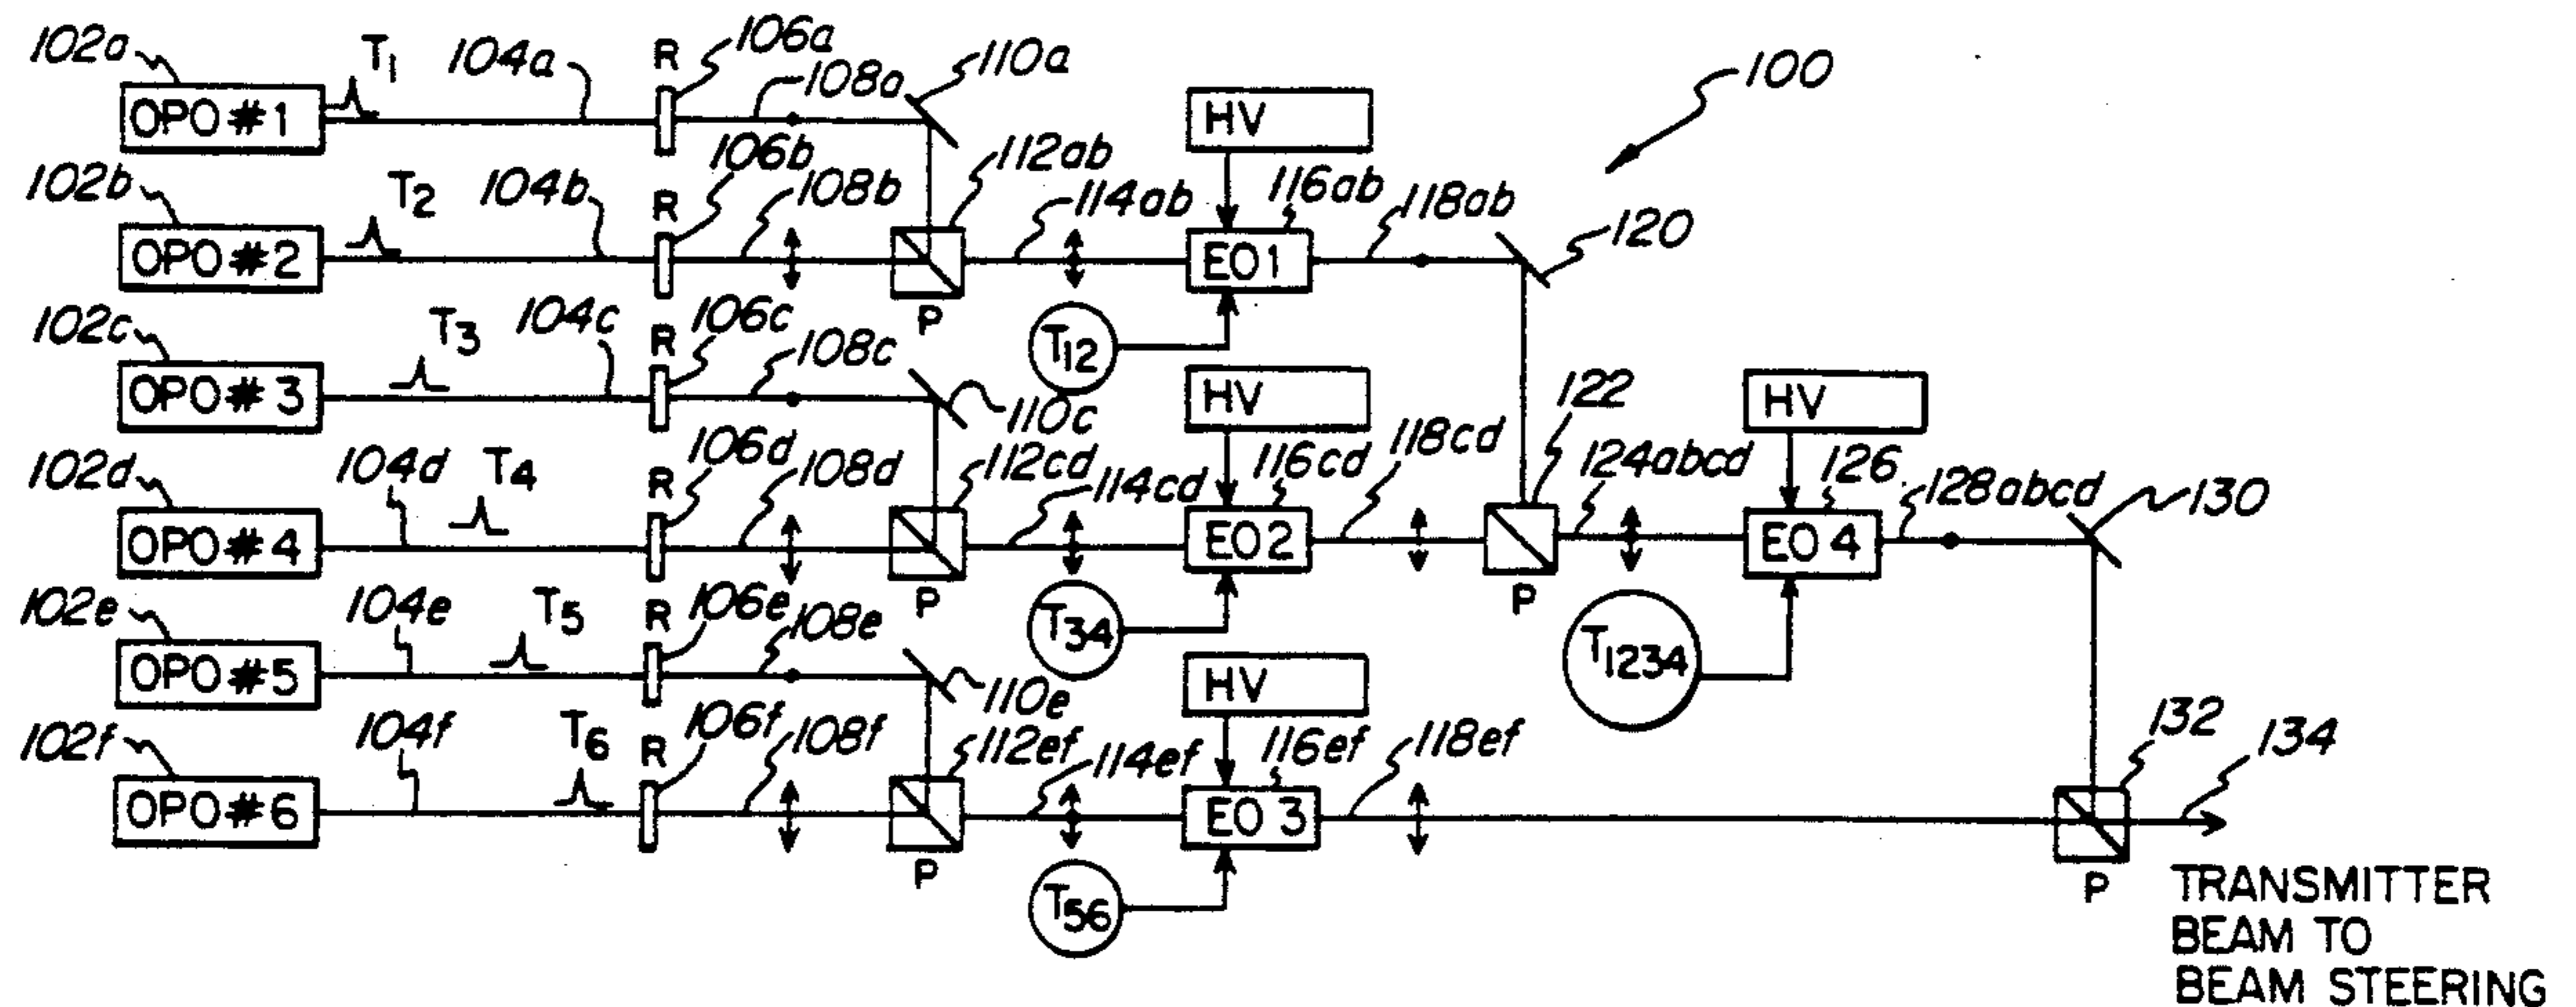 102a T1 104a R 106a 108a 110a 100
OPO #1 HV
102b T2 104b R 106b 108b 112ab 114ab 116ab 118ab 120
OPO #2 P EO1
102c T3 104c R 106c 108c 110c T12
OPO #3 HV 122 HV
102d 104d T4 R 106d 108d 112cd 114cd 116cd 118cd 124abcd 126 128abcd 130
OPO #4 P EO2 P EO4
102e 104e T5 R 106e 108e 110e T34 T1234
OPO #5 HV
102f 104f T6 R 106f 108f 112ef 114ef 116ef 118ef 132 134
OPO #6 P EO3 P
T56
TRANSMITTER
BEAM TO
BEAM STEERING